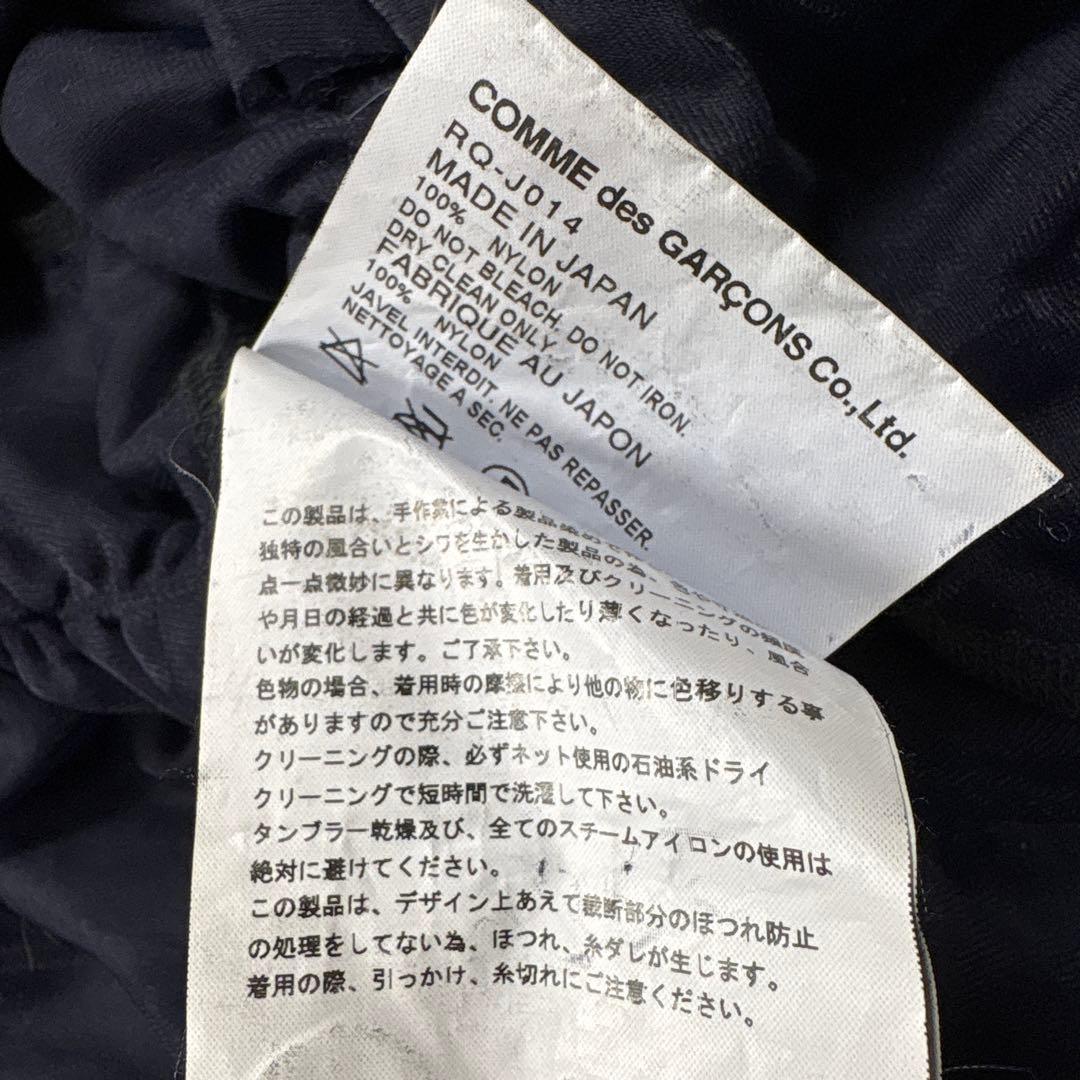 COMME des GARÇONS Co., Ltd.
RQ-J014
MADE IN JAPAN
100% NYLON
DO NOT BLEACH. DO NOT IRON.
DRY CLEAN ONLY.
FABRIQUE AU JAPON
100% NYLON
JAVEL INTERDIT. NE PAS REPASSER.
NETTOYAGE A SEC.
この製品は、手作業による製品染めで
独特の風合いとシワを生かした製品の為、
点一点微妙に異なります。着用及びクリーニングの頻度
や月日の経過と共に色が変化したり薄くなったり、風合
いが変化します。ご了承下さい。
色物の場合、着用時の摩擦により他の物に色移りする事
がありますので充分ご注意下さい。
クリーニングの際、必ずネット使用の石油系ドライ
クリーニングで短時間で洗濯して下さい。
タンブラー乾燥及び、全てのスチームアイロンの使用は
絶対に避けてください。
この製品は、デザイン上あえて裁断部分のほつれ防止
の処理をしてない為、ほつれ、糸ダレが生じます。
着用の際、引っかけ、糸切れにご注意ください。